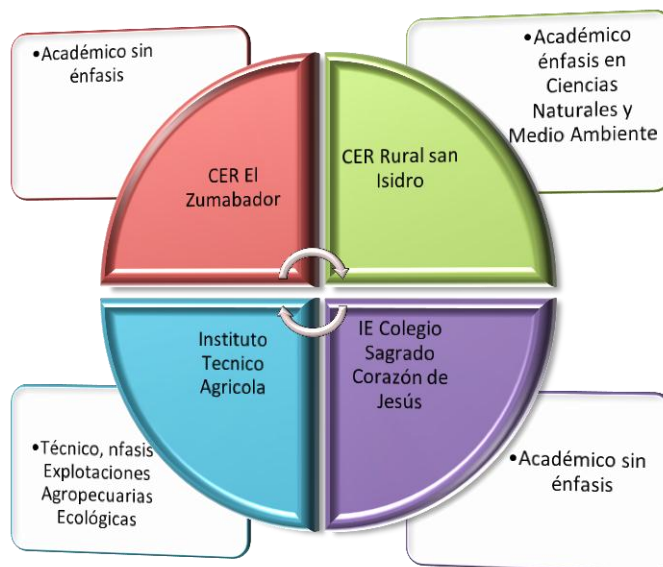 •Académico sin
énfasis
•Académico
énfasis en
Ciencias
Naturales y
Medio Ambiente
CER El
Zumabador
CER Rural san
Isidro
Instituto
Tecnico
Agricola
IE Colegio
Sagrado
Corazón de
Jesús
•Técnico, nfasis
Explotaciones
Agropecuarias
Ecológicas
•Académico sin
énfasis